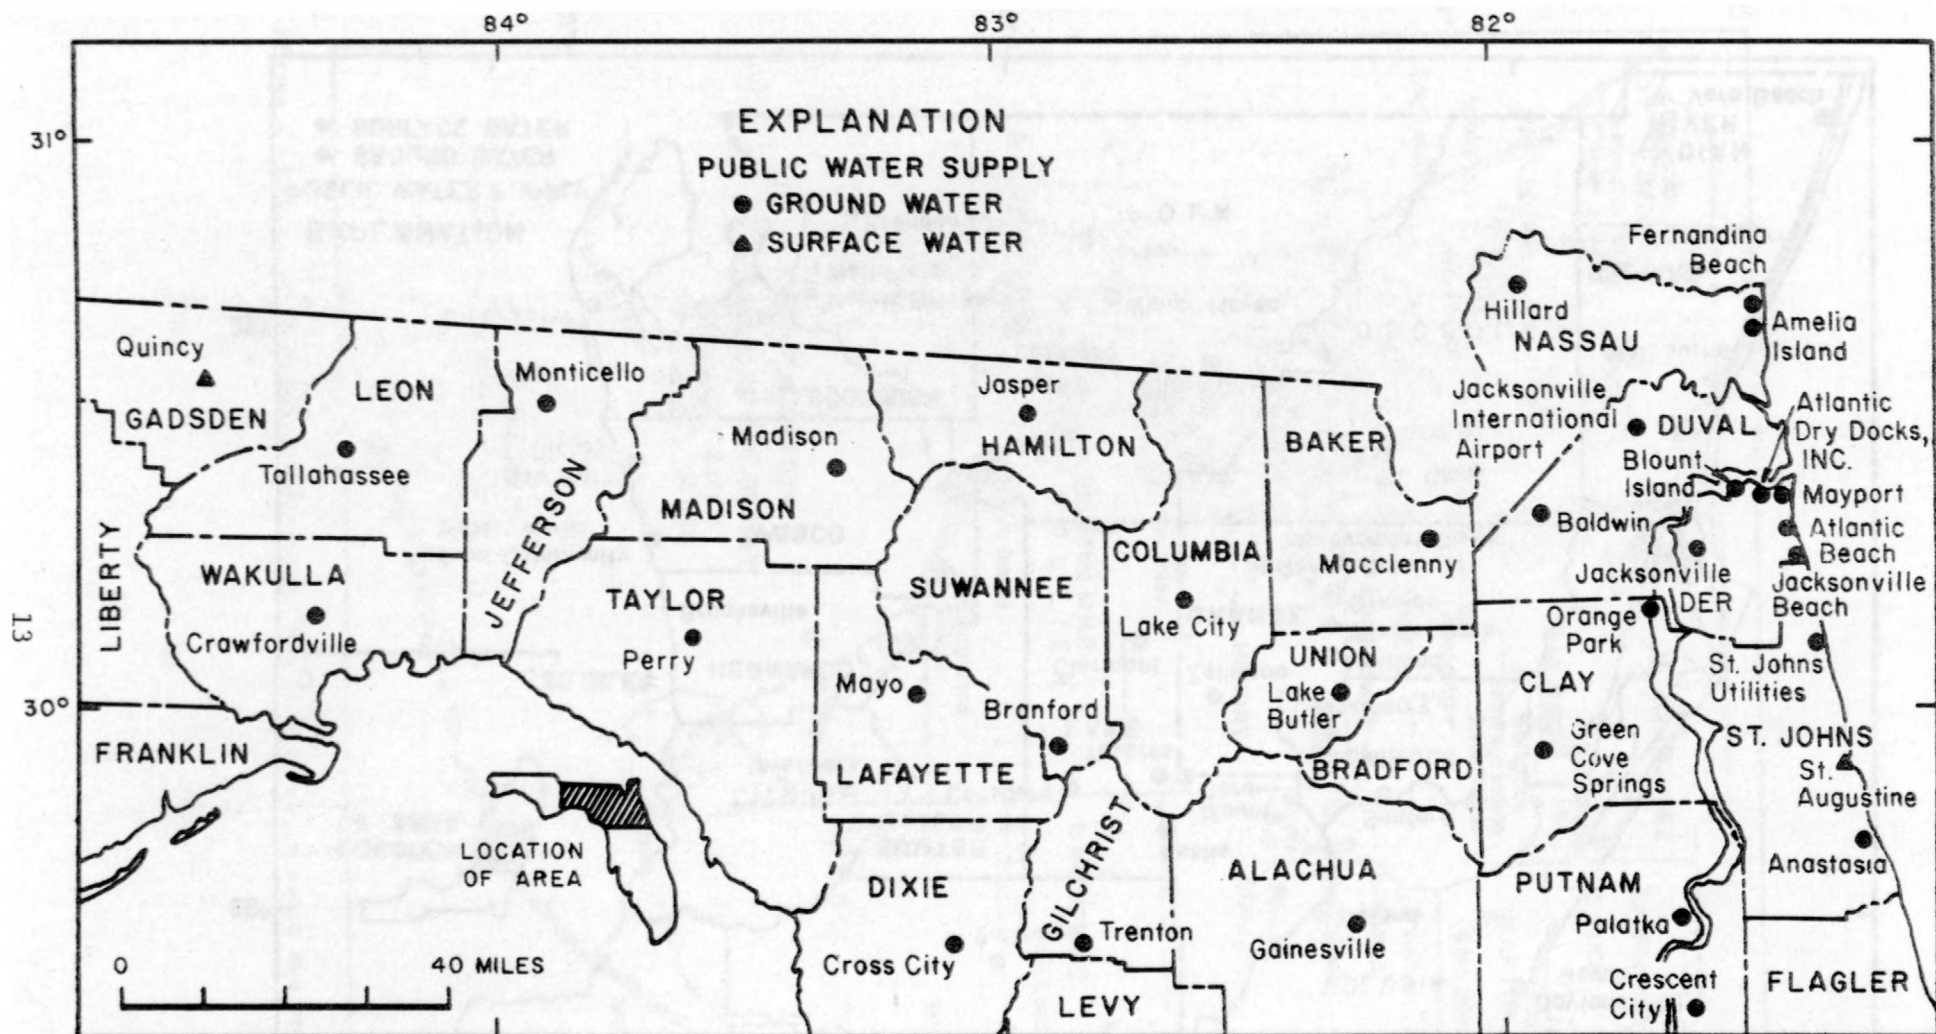 84°
83°
82°
31°
30°
13
EXPLANATION
PUBLIC WATER SUPPLY
GROUND WATER
SURFACE WATER
Quincy
GADSDEN
LEON
Tallahassee
LIBERTY
WAKULLA
Crawfordville
FRANKLIN
Monticello
JEFFERSON
Madison
MADISON
TAYLOR
Perry
Jasper
HAMILTON
SUWANNEE
Mayo
Branford
LAFAYETTE
COLUMBIA
Lake City
BAKER
Macclenny
UNION
Lake
Butler
BRADFORD
DIXIE
Cross City
GILCHRIST
Trenton
LEVY
ALACHUA
Gainesville
Fernandina
Beach
Hillard
NASSAU
Amelia
Island
Jacksonville
International
Airport
DUVAL
Atlantic
Dry Docks,
INC.
Blount
Island
Mayport
Baldwin
Atlantic
Beach
Jacksonville
DER
Jacksonville
Beach
Orange
Park
St. Johns
Utilities
CLAY
Green
Cove
Springs
ST. JOHNS
St.
Augustine
Anastasia
PUTNAM
Palatka
Crescent
City
FLAGLER
LOCATION
OF AREA
0
40 MILES